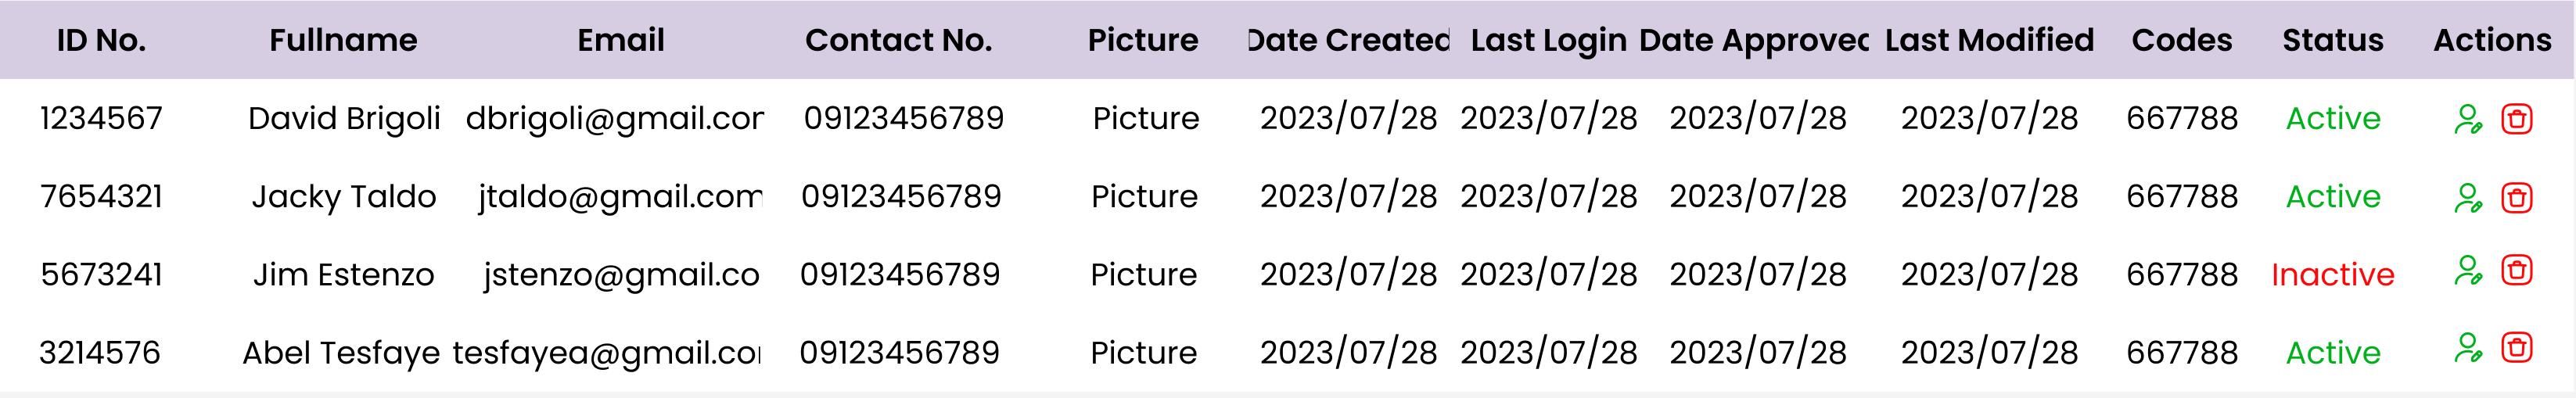 ID No. Fullname Email Contact No. Picture Date Created Last Login Date Approved Last Modified Codes Status Actions
1234567 David Brigoli dbrigoli@gmail.com 09123456789 Picture 2023/07/28 2023/07/28 2023/07/28 2023/07/28 667788 Active
7654321 Jacky Taldo jtaldo@gmail.com 09123456789 Picture 2023/07/28 2023/07/28 2023/07/28 2023/07/28 667788 Active
5673241 Jim Estenzo jstenzo@gmail.co 09123456789 Picture 2023/07/28 2023/07/28 2023/07/28 2023/07/28 667788 Inactive
3214576 Abel Tesfaye tesfayea@gmail.com 09123456789 Picture 2023/07/28 2023/07/28 2023/07/28 2023/07/28 667788 Active